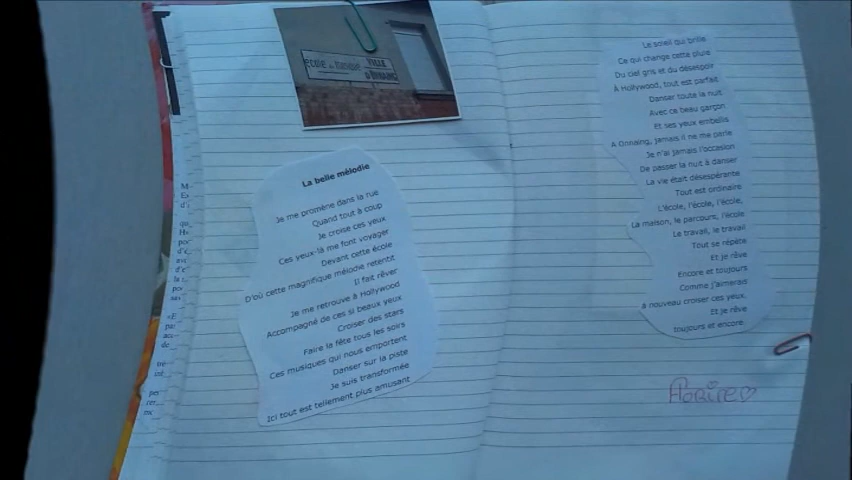 ÉCOLE de MUSIQUE
VILLE
d'ONNAING
La belle mélodie
Je me promène dans la rue
Quand tout à coup
Je croise ces yeux
Ces yeux-là me font voyager
Devant cette école
D'où cette magnifique mélodie retentit
Il fait rêver
Je me retrouve à Hollywood
Accompagné de ces si beaux yeux
Croiser des stars
Faire la fête tous les soirs
Ces musiques qui nous emportent
Danser sur la piste
Je suis transformée
Ici tout est tellement plus amusant
Le soleil qui brille
Ce qui change cette pluie
Du ciel gris et du désespoir
À Hollywood, tout est parfait
Danser toute la nuit
Avec ce beau garçon
Et ses yeux embellis
A Onnaing, jamais il ne me parle
Je n'ai jamais l'occasion
De passer la nuit à danser
La vie était désespérante
Tout est ordinaire
L'école, l'école, l'école,
La maison, le parcours, l'école
Le travail, le travail
Tout se répète
Et je rêve
Encore et toujours
Comme j'aimerais
à nouveau croiser ces yeux.
Et je rêve
toujours et encore.